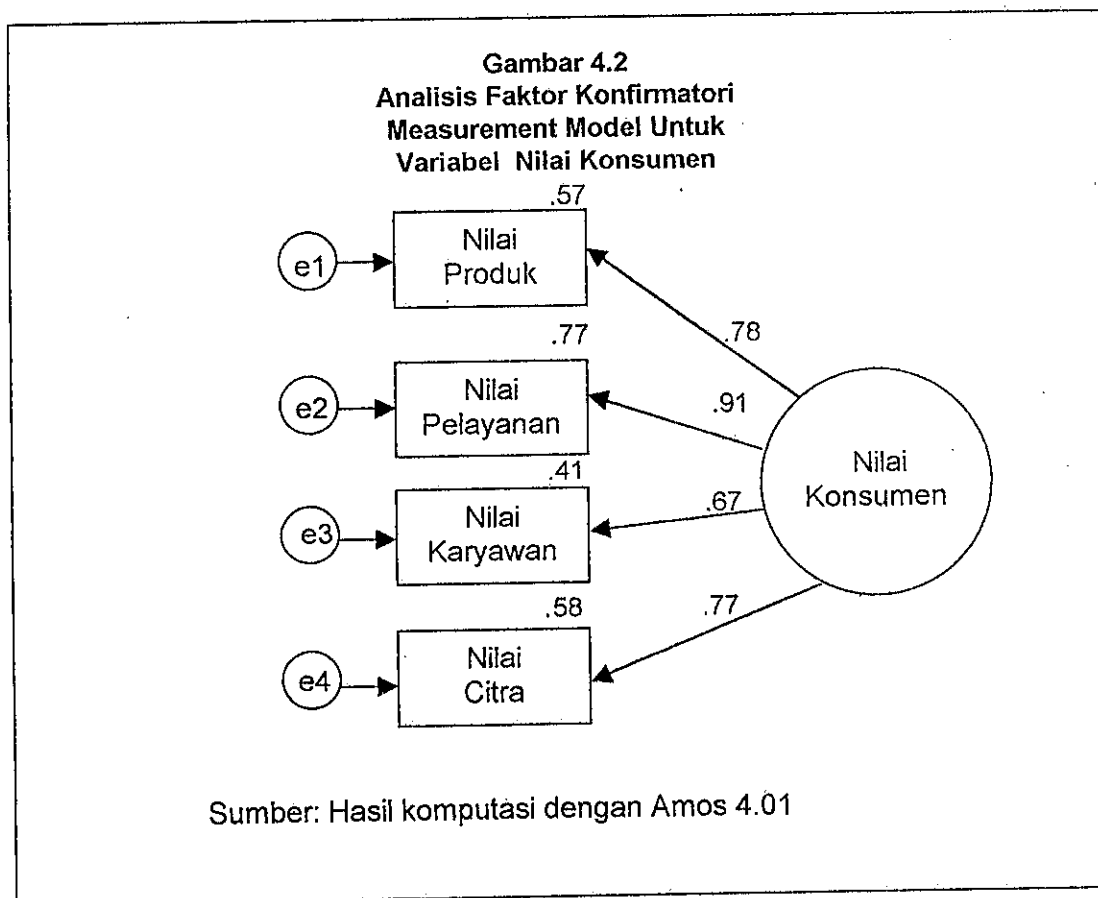 Gambar 4.2
Analisis Faktor Konfirmatori
Measurement Model Untuk
Variabel Nilai Konsumen
.57
e1
Nilai
Produk
.78
.77
e2
Nilai
Pelayanan
.91
Nilai
Konsumen
.41
e3
Nilai
Karyawan
.67
.58
e4
Nilai
Citra
.77
Sumber: Hasil komputasi dengan Amos 4.01